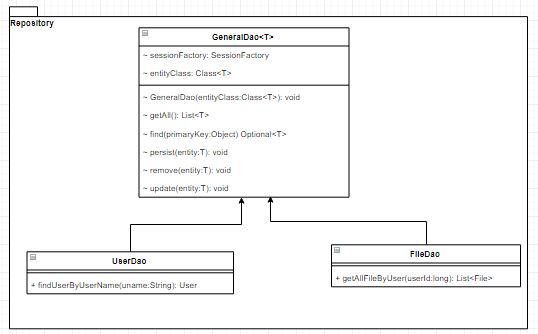 Repository
GeneralDao<T>
~ sessionFactory: SessionFactory
~ entityClass: Class<T>
~ GeneralDao(entityClass:Class<T>): void
~ getAll(): List<T>
~ find(primaryKey:Object) Optional<T>
~ persist(entity:T): void
~ remove(entity:T): void
~ update(entity:T): void
UserDao
+ findUserByUserName(uname:String): User
FileDao
+ getAllFileByUser(userId:long): List<File>